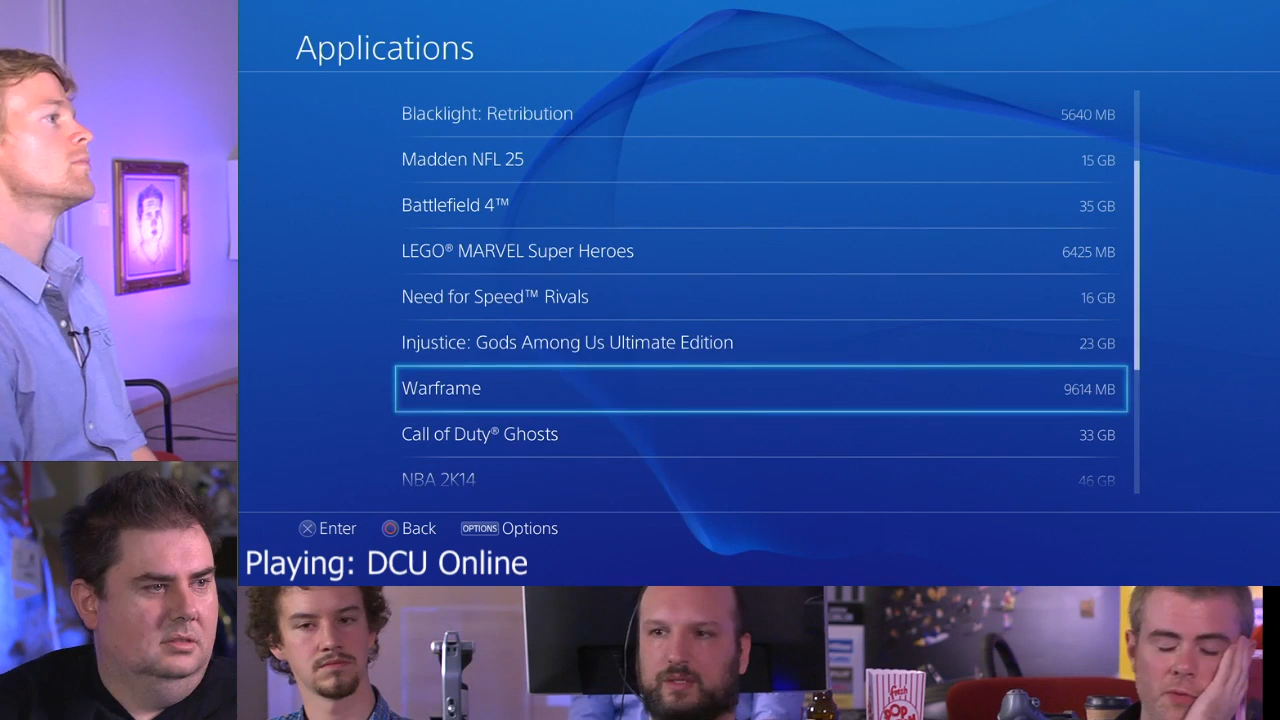 Applications
Blacklight: Retribution 5640 MB
Madden NFL 25 15 GB
Battlefield 4™ 35 GB
LEGO® MARVEL Super Heroes 6425 MB
Need for Speed™ Rivals 16 GB
Injustice: Gods Among Us Ultimate Edition 23 GB
Warframe 9614 MB
Call of Duty® Ghosts 33 GB
NBA 2K14 46 GB
Enter Back OPTIONS Options
Playing: DCU Online
fresh
POP